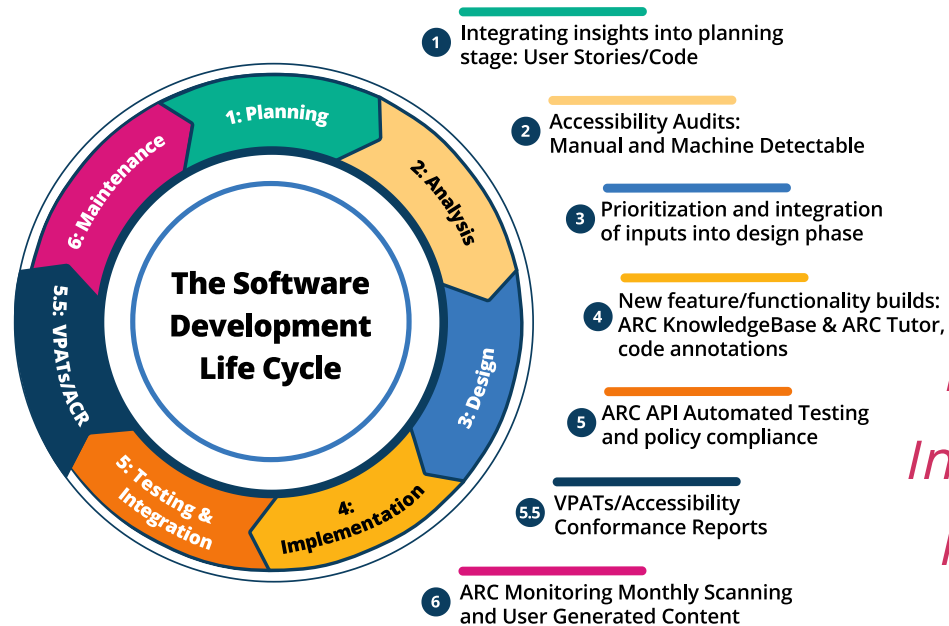 1
Integrating insights into planning
stage: User Stories/Code
2
Accessibility Audits:
Manual and Machine Detectable
3
Prioritization and integration
of inputs into design phase
4
New feature/functionality builds:
ARC KnowledgeBase & ARC Tutor,
code annotations
5
ARC API Automated Testing
and policy compliance
5.5
VPATs/Accessibility
Conformance Reports
6
ARC Monitoring Monthly Scanning
and User Generated Content
1: Planning
2: Analysis
3: Design
4:
Implementation
5: Testing &
Integration
5.5: VPATs/ACR
6: Maintenance
The Software
Development
Life Cycle
In